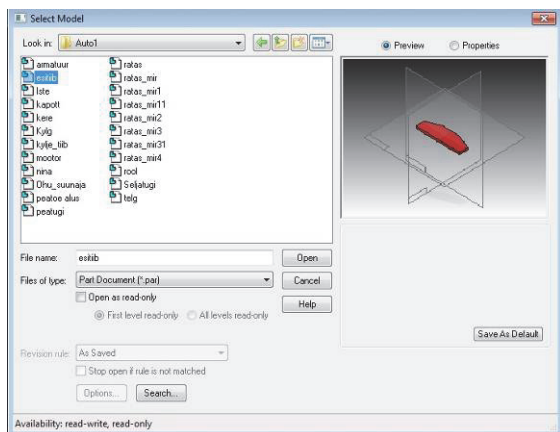 Select Model
Look in: Auto1
Preview Properties
armatuur
esitiib
Iste
kapott
kere
Kylg
kylje_tiib
mootor
nina
Ohu_suunaja
peatoe alus
peatugi
ratas
ratas_mir
ratas_mir1
ratas_mir11
ratas_mir2
ratas_mir3
ratas_mir31
ratas_mir4
rool
Seljatugi
telg
File name: esitiib Open
Files of type: Part Document (*.par) Cancel
Open as read-only Help
First level read-only All levels read-only
Save As Default
Revision rule: As Saved
Stop open if rule is not matched
Options... Search...
Availability: read-write, read-only